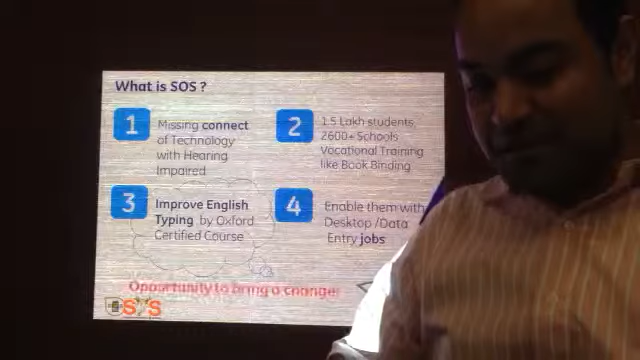 What is SOS ?
1
Missing connect
of Technology
with Hearing
Impaired
2
1.5 Lakh students,
2600+ Schools
Vocational Training
like Book Binding
3
Improve English
Typing by Oxford
Certified Course
4
Enable them with
Desktop /Data
Entry jobs
Opportunity to bring a change!
SOS